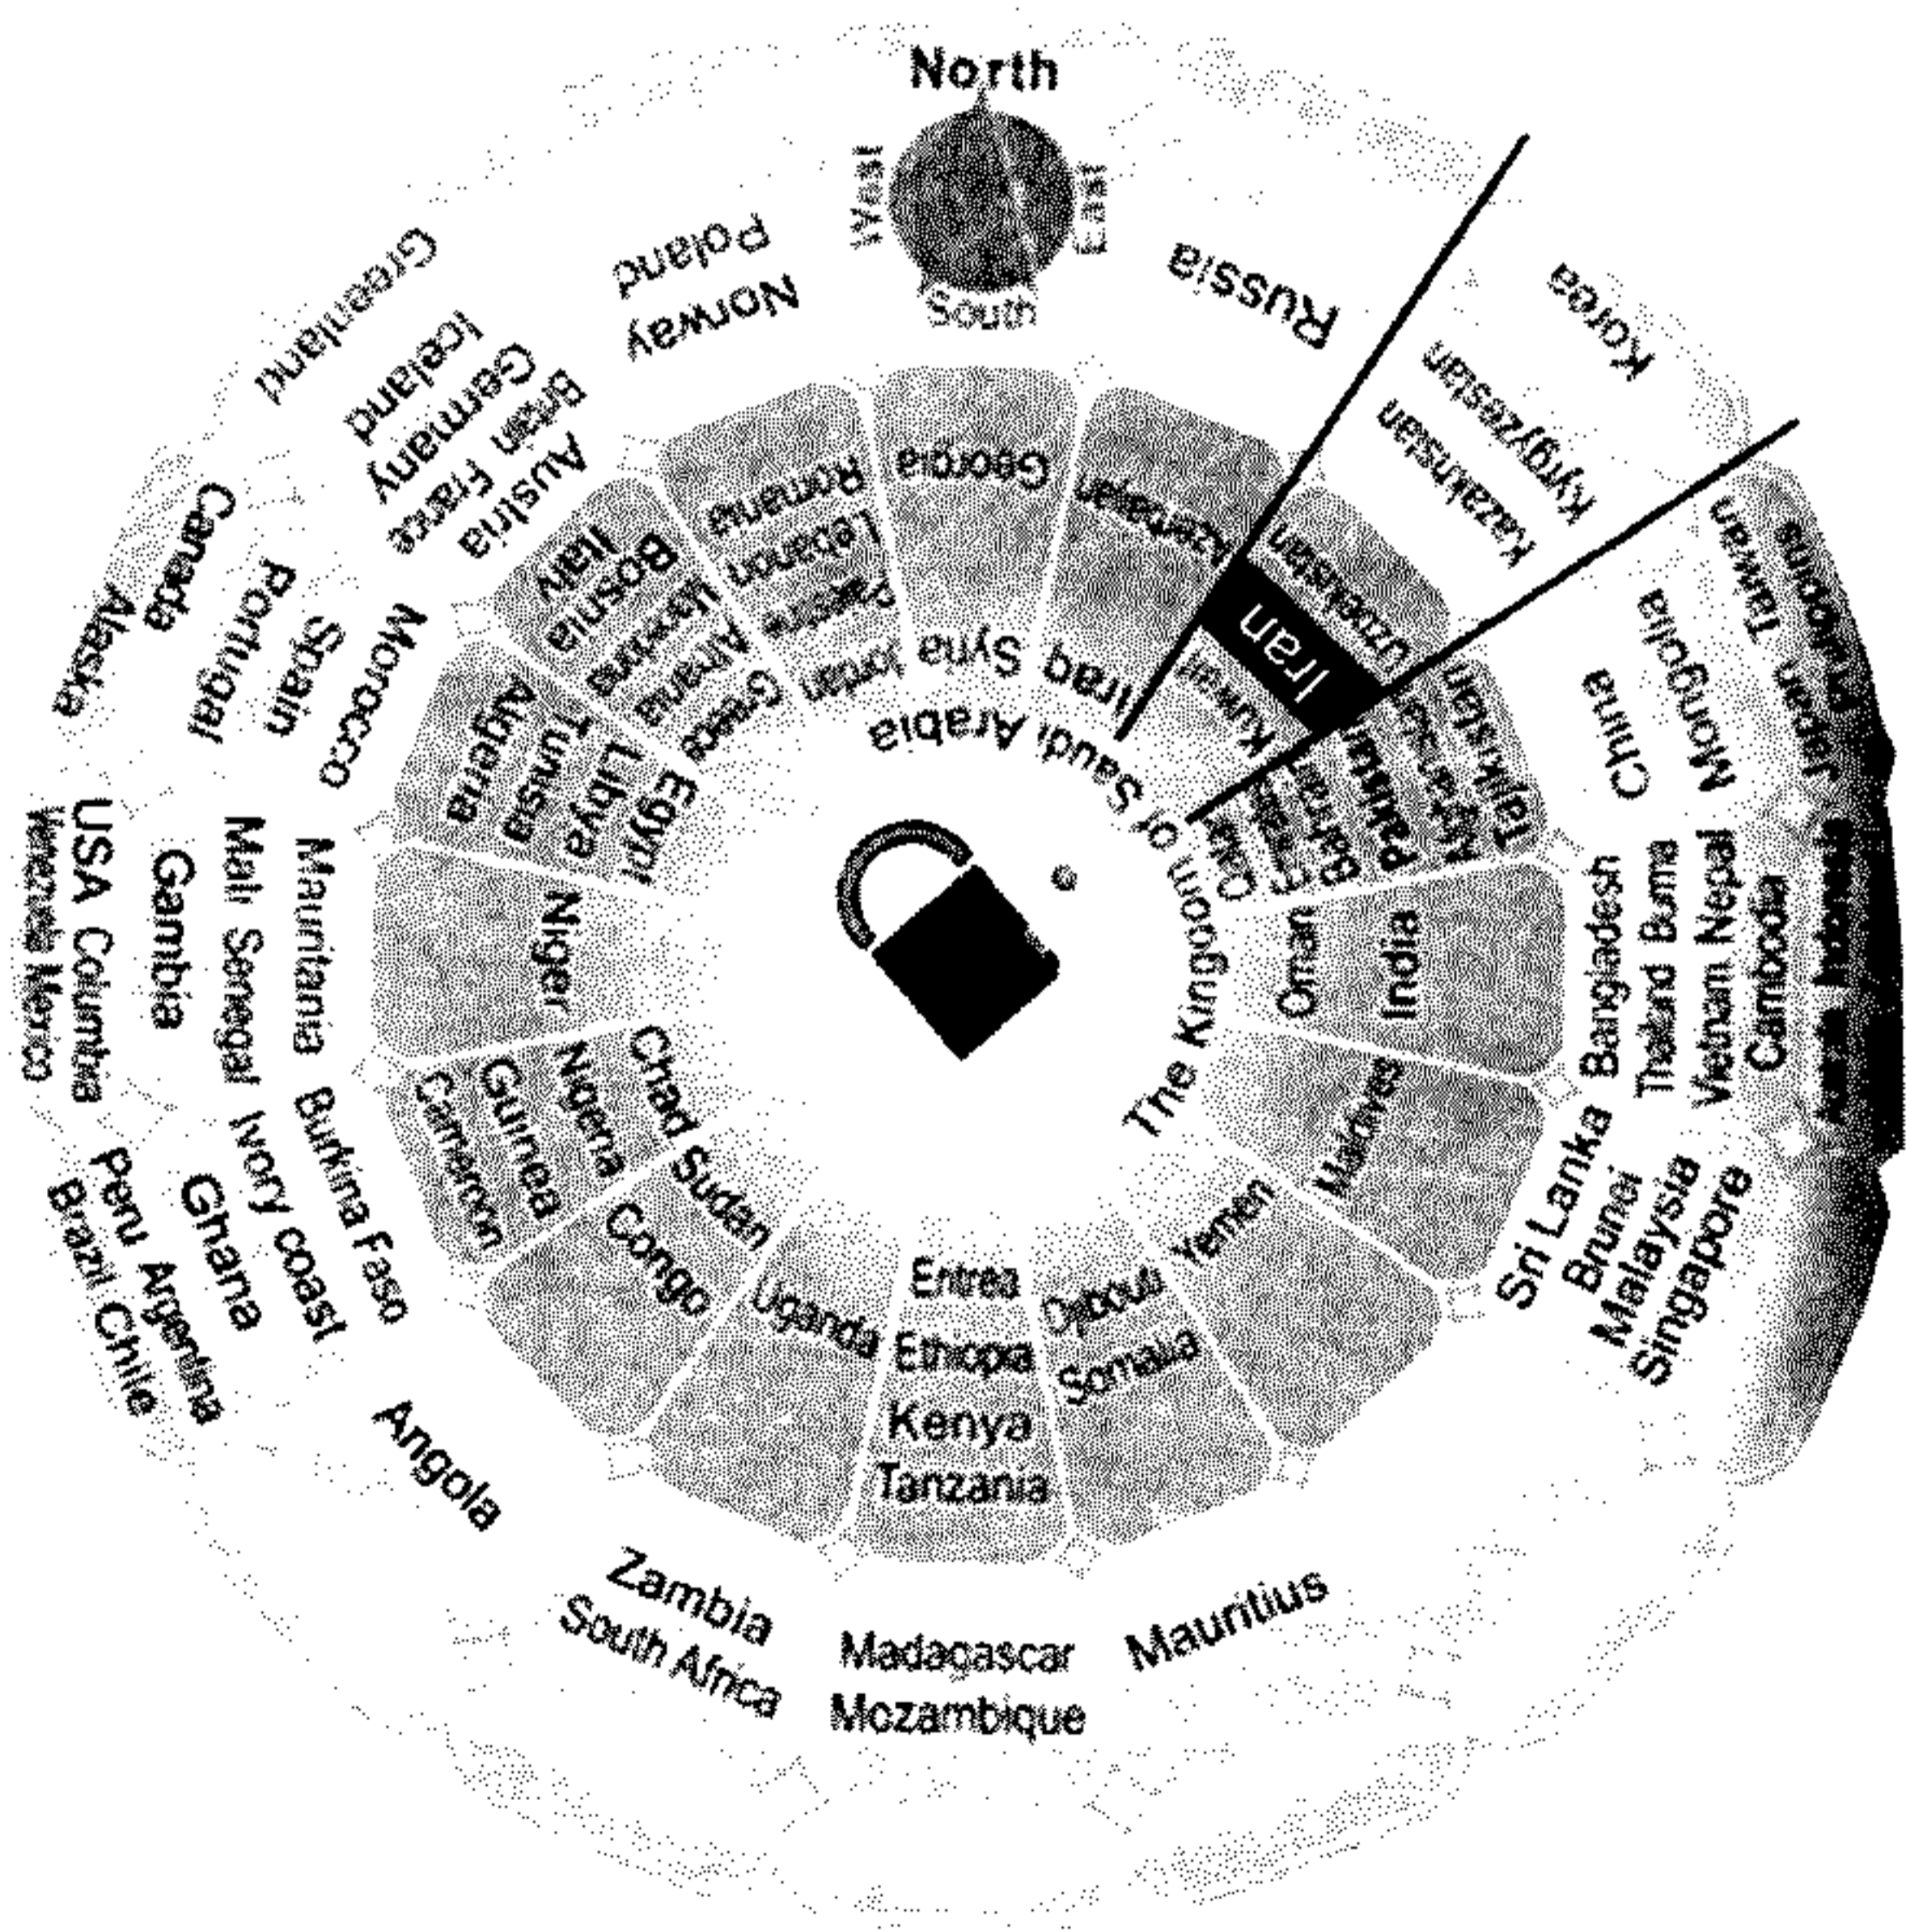 North
West
East
South
Russia
Korea
Kyrgyzestan
Kazakhstan
Uzbekistan
Iran
Kuwait
Azerbaijan
Iraq
Georgia
Syria
Poland
Norway
Romania
Lebanon
Palestine
Jordan
Greenland
Iceland
Germany
Britain France
Austria
Italy
Bosnia
Albania
Greece
Canada
Alaska
Portugal
Spain
Morocco
Algeria
Tunisia
Libya
Egypt
USA Columbia
Venezuela Mexico
Gambia
Mali Senegal
Mauritania
Niger
Peru Argentina
Brazil Chile
Ghana
Ivory coast
Burkina Faso
Cameroon
Guinea
Nigeria
Chad
Sudan
Congo
Angola
Uganda
Zambia
South Africa
Eritrea
Ethiopia
Kenya
Tanzania
Madagascar
Mozambique
Djibouti
Somalia
Mauritius
Yemen
Maldives
Sri Lanka
Brunei
Malaysia
Singapore
Oman
India
Bangladesh
Thailand Burma
Vietnam Nepal
Cambodia
Qatar
Bahrain
Pakistan
Tajikistan
China
Mongulia
Japan Taiwan
The Kingdom of Saudi Arabia